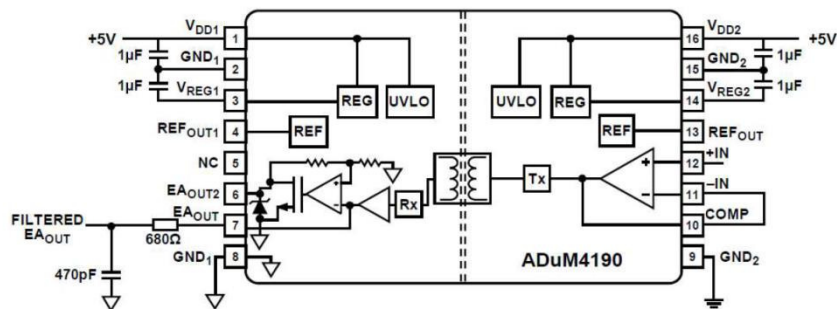 +5V
1µF
1µF
VDD1
GND1
VREG1
REFOUT1
NC
EAOUT2
EAOUT
GND1
1
2
3
4
5
6
7
8
FILTERED
EAOUT
680Ω
470pF
REG
UVLO
REF
+
−
Rx
Tx
UVLO
REG
REF
+
−
ADuM4190
16
15
14
13
12
11
10
9
VDD2
GND2
VREG2
REFOUT
+IN
−IN
COMP
GND2
+5V
1µF
1µF